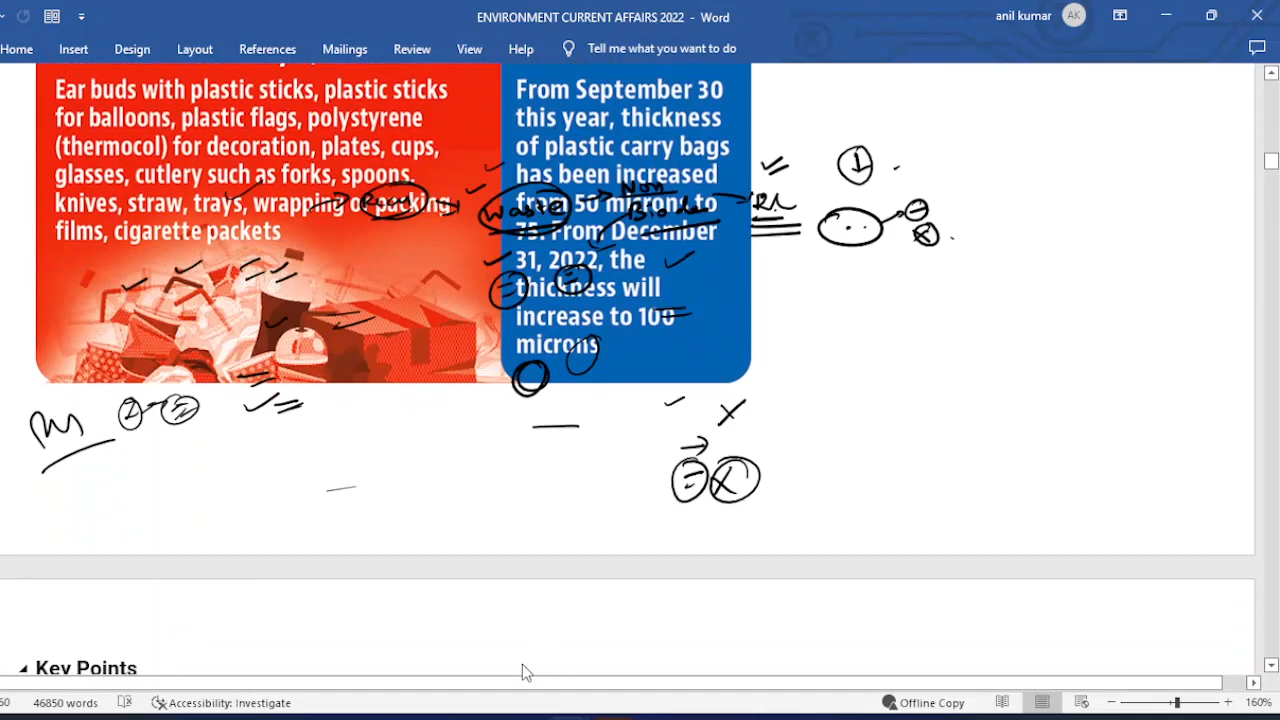 ENVIRONMENT CURRENT AFFAIRS 2022 - Word
anil kumar
AK
Home Insert Design Layout References Mailings Review View Help Tell me what you want to do
Ear buds with plastic sticks, plastic sticks
for balloons, plastic flags, polystyrene
(thermocol) for decoration, plates, cups,
glasses, cutlery such as forks, spoons,
knives, straw, trays, wrapping or packing
films, cigarette packets
From September 30
this year, thickness
of plastic carry bags
has been increased
from 50 microns to
75. From December
31, 2022, the
thickness will
increase to 100
microns
Waste
Non
Key Points
46850 words
Accessibility: Investigate
Offline Copy
160%